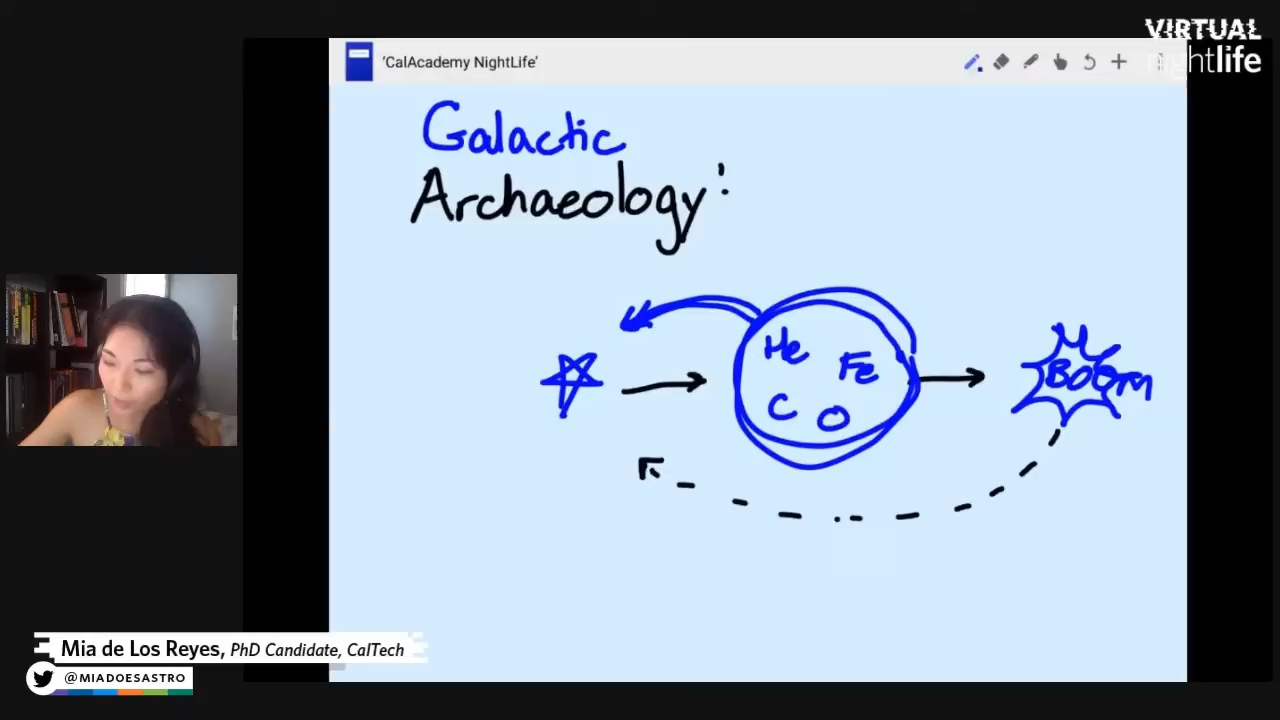 VIRTUAL
nightlife
'CalAcademy NightLife'
Galactic
Archaeology:
He
Fe
C
O
BOOM
Mia de Los Reyes, PhD Candidate, CalTech
@MIADOESASTRO